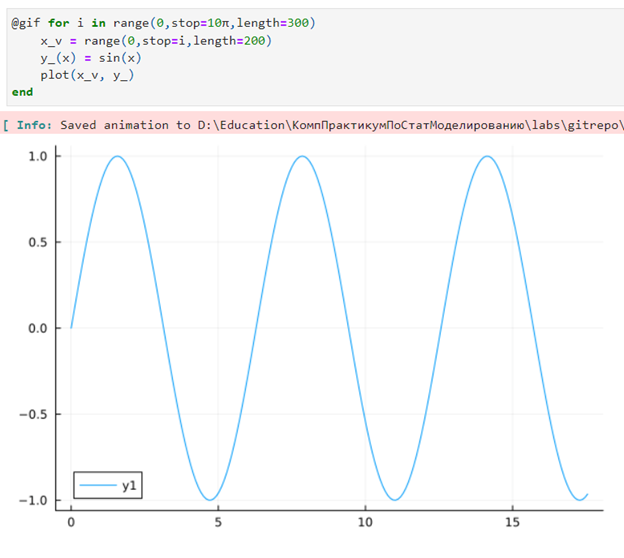 @gif for i in range(0,stop=10π,length=300)
x_v = range(0,stop=i,length=200)
y_(x) = sin(x)
plot(x_v, y_)
end
[ Info: Saved animation to D:\Education\КомпПрактикумПоСтатМоделированию\labs\gitrepo\
1.0
0.5
0.0
−0.5
−1.0
y1
0 5 10 15